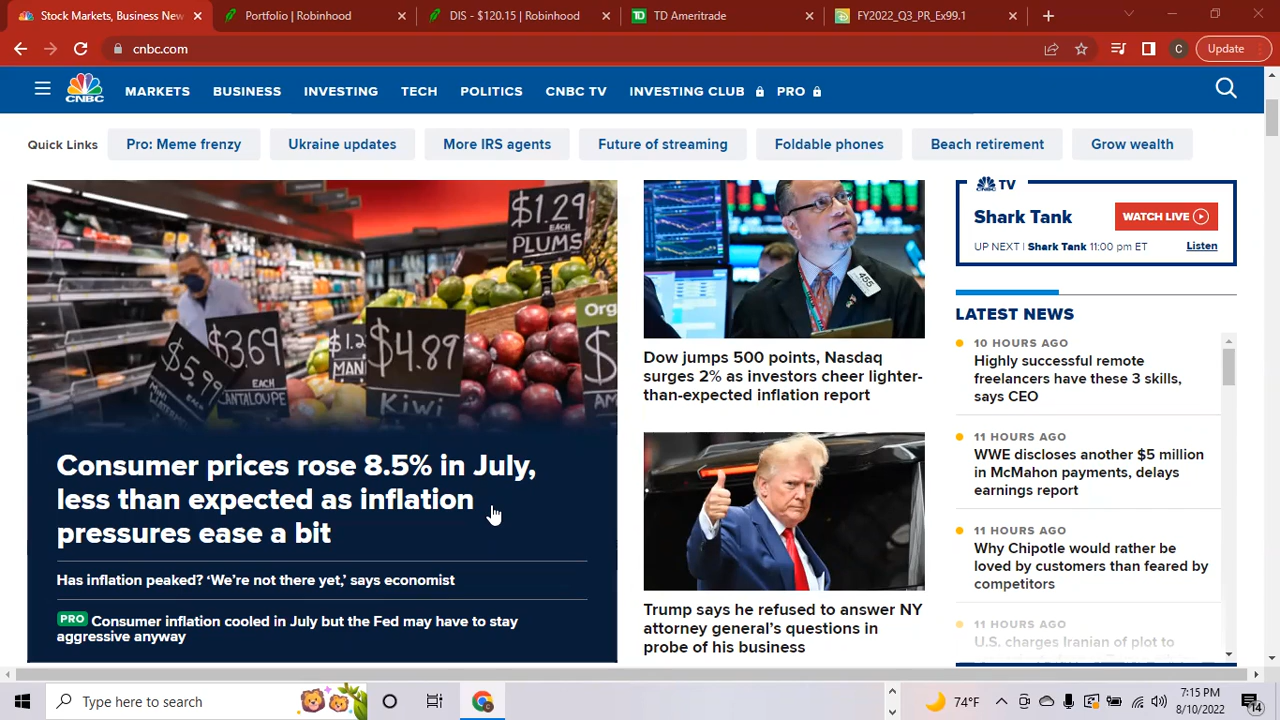 Stock Markets, Business New
Portfolio | Robinhood
DIS - $120.15 | Robinhood
TD Ameritrade
FY2022_Q3_PR_Ex99.1
cnbc.com
C
Update
CNBC
MARKETS
BUSINESS
INVESTING
TECH
POLITICS
CNBC TV
INVESTING CLUB
PRO
Quick Links
Pro: Meme frenzy
Ukraine updates
More IRS agents
Future of streaming
Foldable phones
Beach retirement
Grow wealth
$1.29
EACH
PLUMS
Org
$3.69
EACH
CANTALOUPE
$5.99
$1.2
MAN
$4.89
Kiwi
$
AM
Consumer prices rose 8.5% in July,
less than expected as inflation
pressures ease a bit
Has inflation peaked? ‘We’re not there yet,’ says economist
PRO Consumer inflation cooled in July but the Fed may have to stay
aggressive anyway
455
Dow jumps 500 points, Nasdaq
surges 2% as investors cheer lighter-
than-expected inflation report
Trump says he refused to answer NY
attorney general’s questions in
probe of his business
TV
Shark Tank
WATCH LIVE
UP NEXT | Shark Tank 11:00 pm ET
Listen
LATEST NEWS
10 HOURS AGO
Highly successful remote
freelancers have these 3 skills,
says CEO
11 HOURS AGO
WWE discloses another $5 million
in McMahon payments, delays
earnings report
11 HOURS AGO
Why Chipotle would rather be
loved by customers than feared by
competitors
11 HOURS AGO
U.S. charges Iranian of plot to
Type here to search
74°F
7:15 PM
8/10/2022
14